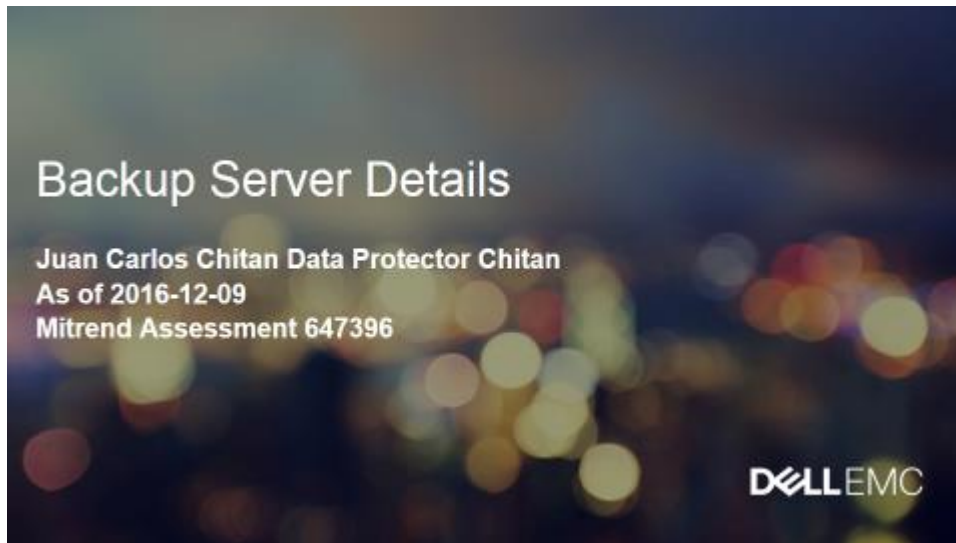 Backup Server Details
Juan Carlos Chitan Data Protector Chitan
As of 2016-12-09
Mitrend Assessment 647396
DELLEMC